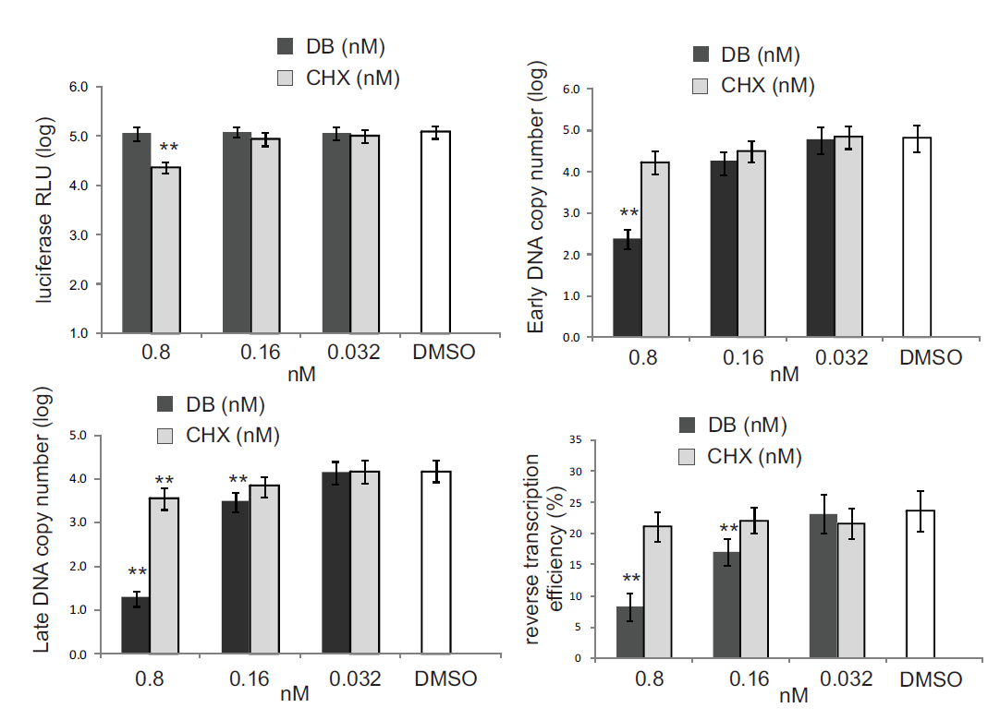 DB (nM)
CHX (nM)
luciferase RLU (log)
6.0
5.0
4.0
3.0
2.0
1.0
**
0.8
0.16
0.032
DMSO
nM
DB (nM)
CHX (nM)
Early DNA copy number (log)
6.0
5.0
4.0
3.0
2.0
1.0
0.0
**
0.8
0.16
0.032
DMSO
nM
DB (nM)
CHX (nM)
Late DNA copy number (log)
5.0
4.0
3.0
2.0
1.0
0.0
**
**
**
0.8
0.16
0.032
DMSO
nM
DB (nM)
CHX (nM)
reverse transcription
efficiency (%)
35
30
25
20
15
10
5
0
**
**
0.8
0.16
0.032
DMSO
nM